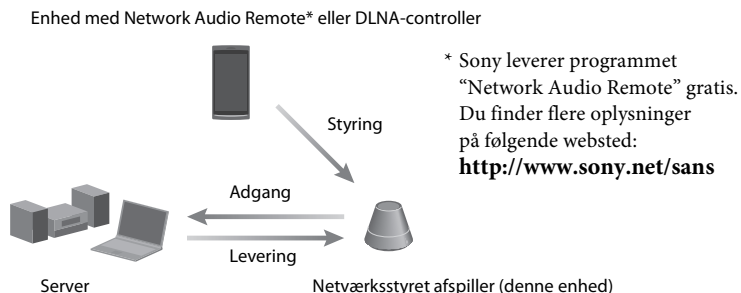 Enhed med Network Audio Remote* eller DLNA-controller
* Sony leverer programmet
“Network Audio Remote” gratis.
Du finder flere oplysninger
på følgende websted:
http://www.sony.net/sans
Styring
Adgang
Levering
Server
Netværksstyret afspiller (denne enhed)